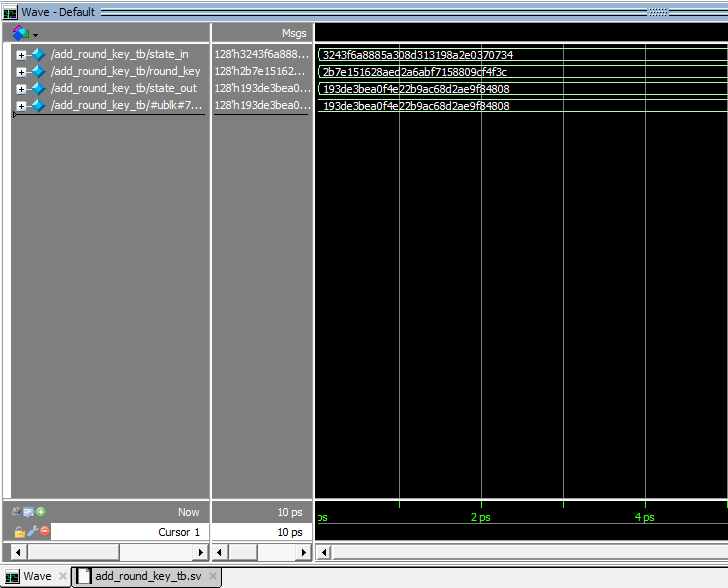 Wave - Default
Msgs
/add_round_key_tb/state_in 128'h3243f6a888... 3243f6a8885a308d313198a2e0370734
/add_round_key_tb/round_key 128'h2b7e15162... 2b7e151628aed2a6abf7158809cf4f3c
/add_round_key_tb/state_out 128'h193de3bea0... 193de3bea0f4e22b9ac68d2ae9f84808
/add_round_key_tb/#ublk#7... 128'h193de3bea0... 193de3bea0f4e22b9ac68d2ae9f84808
Now 10 ps ps 2 ps 4 ps
Cursor 1 10 ps
Wave add_round_key_tb.sv